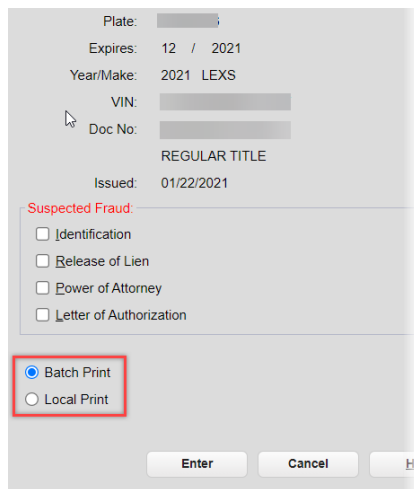 Plate:
Expires: 12 / 2021
Year/Make: 2021 LEXS
VIN:
Doc No:
REGULAR TITLE
Issued: 01/22/2021
Suspected Fraud:
Identification
Release of Lien
Power of Attorney
Letter of Authorization
Batch Print
Local Print
Enter Cancel H